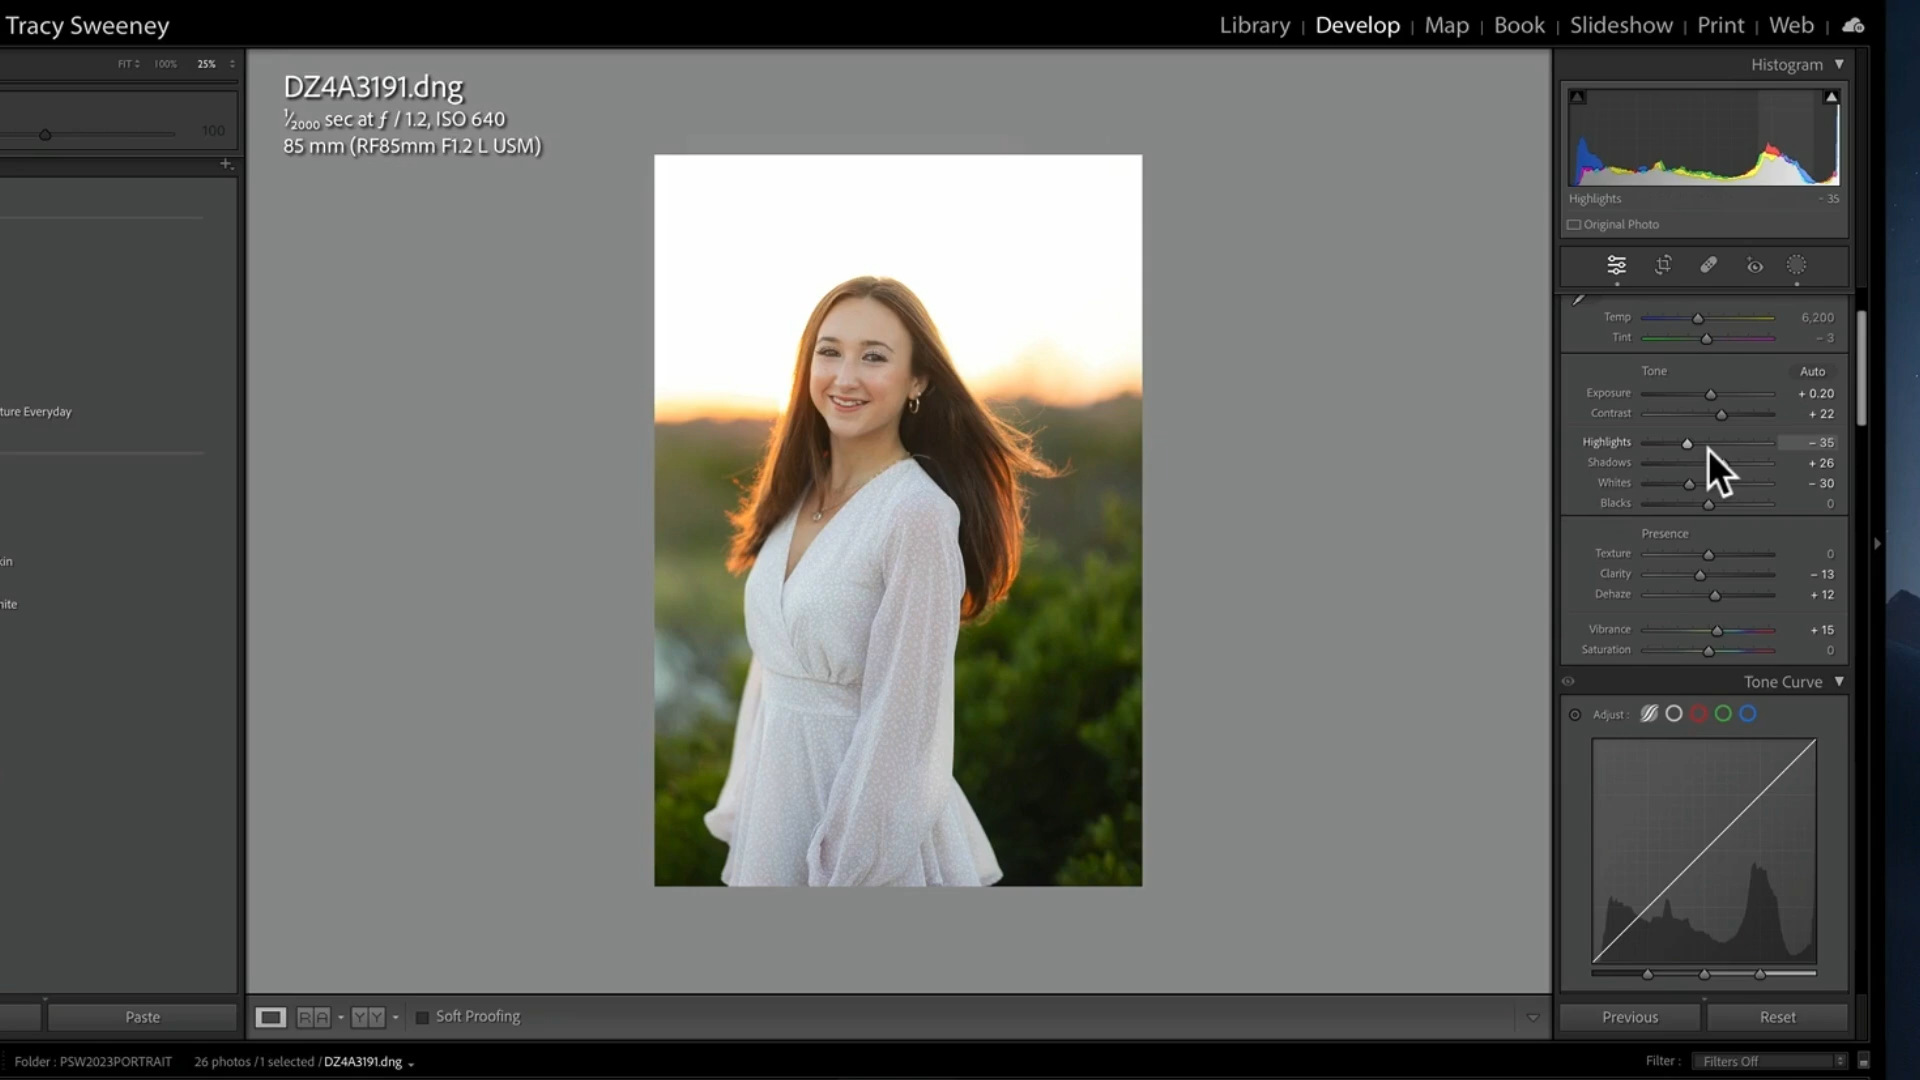 Tracy Sweeney
Library | Develop | Map | Book | Slideshow | Print | Web
FIT 100% 25%
100
ture Everyday
kin
hite
Paste
DZ4A3191.dng
1/2000 sec at ƒ / 1.2, ISO 640
85 mm (RF85mm F1.2 L USM)
Histogram
Highlights - 35
Original Photo
Temp 6,200
Tint - 3
Tone Auto
Exposure + 0.20
Contrast + 22
Highlights - 35
Shadows + 26
Whites - 30
Blacks 0
Presence
Texture 0
Clarity - 13
Dehaze + 12
Vibrance + 15
Saturation 0
Tone Curve
Adjust :
Previous Reset
RA YY Soft Proofing
Folder : PSW2023PORTRAIT 26 photos / 1 selected / DZ4A3191.dng
Filter : Filters Off